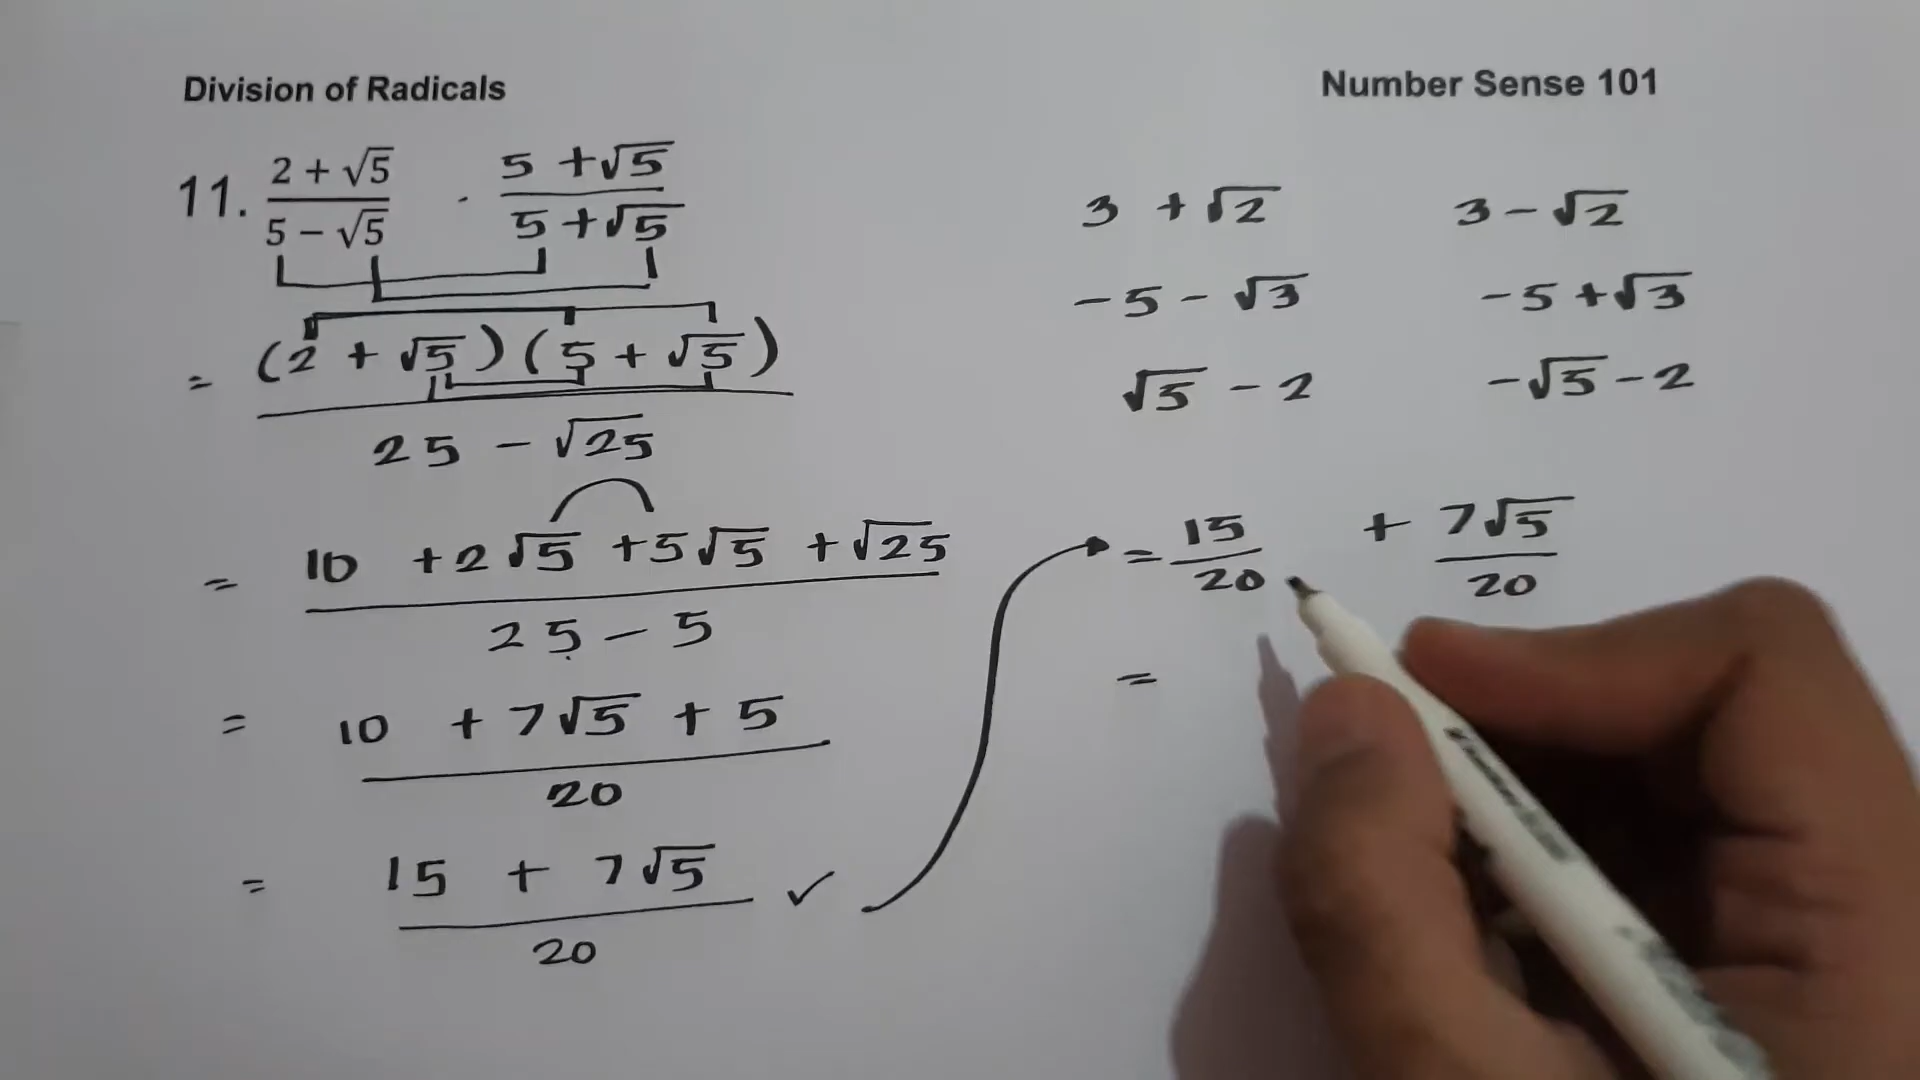 Division of Radicals
Number Sense 101
11. (2 + √5)/(5 − √5) · (5 + √5)/(5 + √5)
= (2 + √5)(5 + √5)
25 − √25
= 10 + 2√5 + 5√5 + √25
25 − 5
= 10 + 7√5 + 5
20
= 15 + 7√5 ✓
20
3 + √2 3 − √2
−5 − √3 −5 + √3
√5 − 2 −√5 − 2
= 15/20 + 7√5/20
=